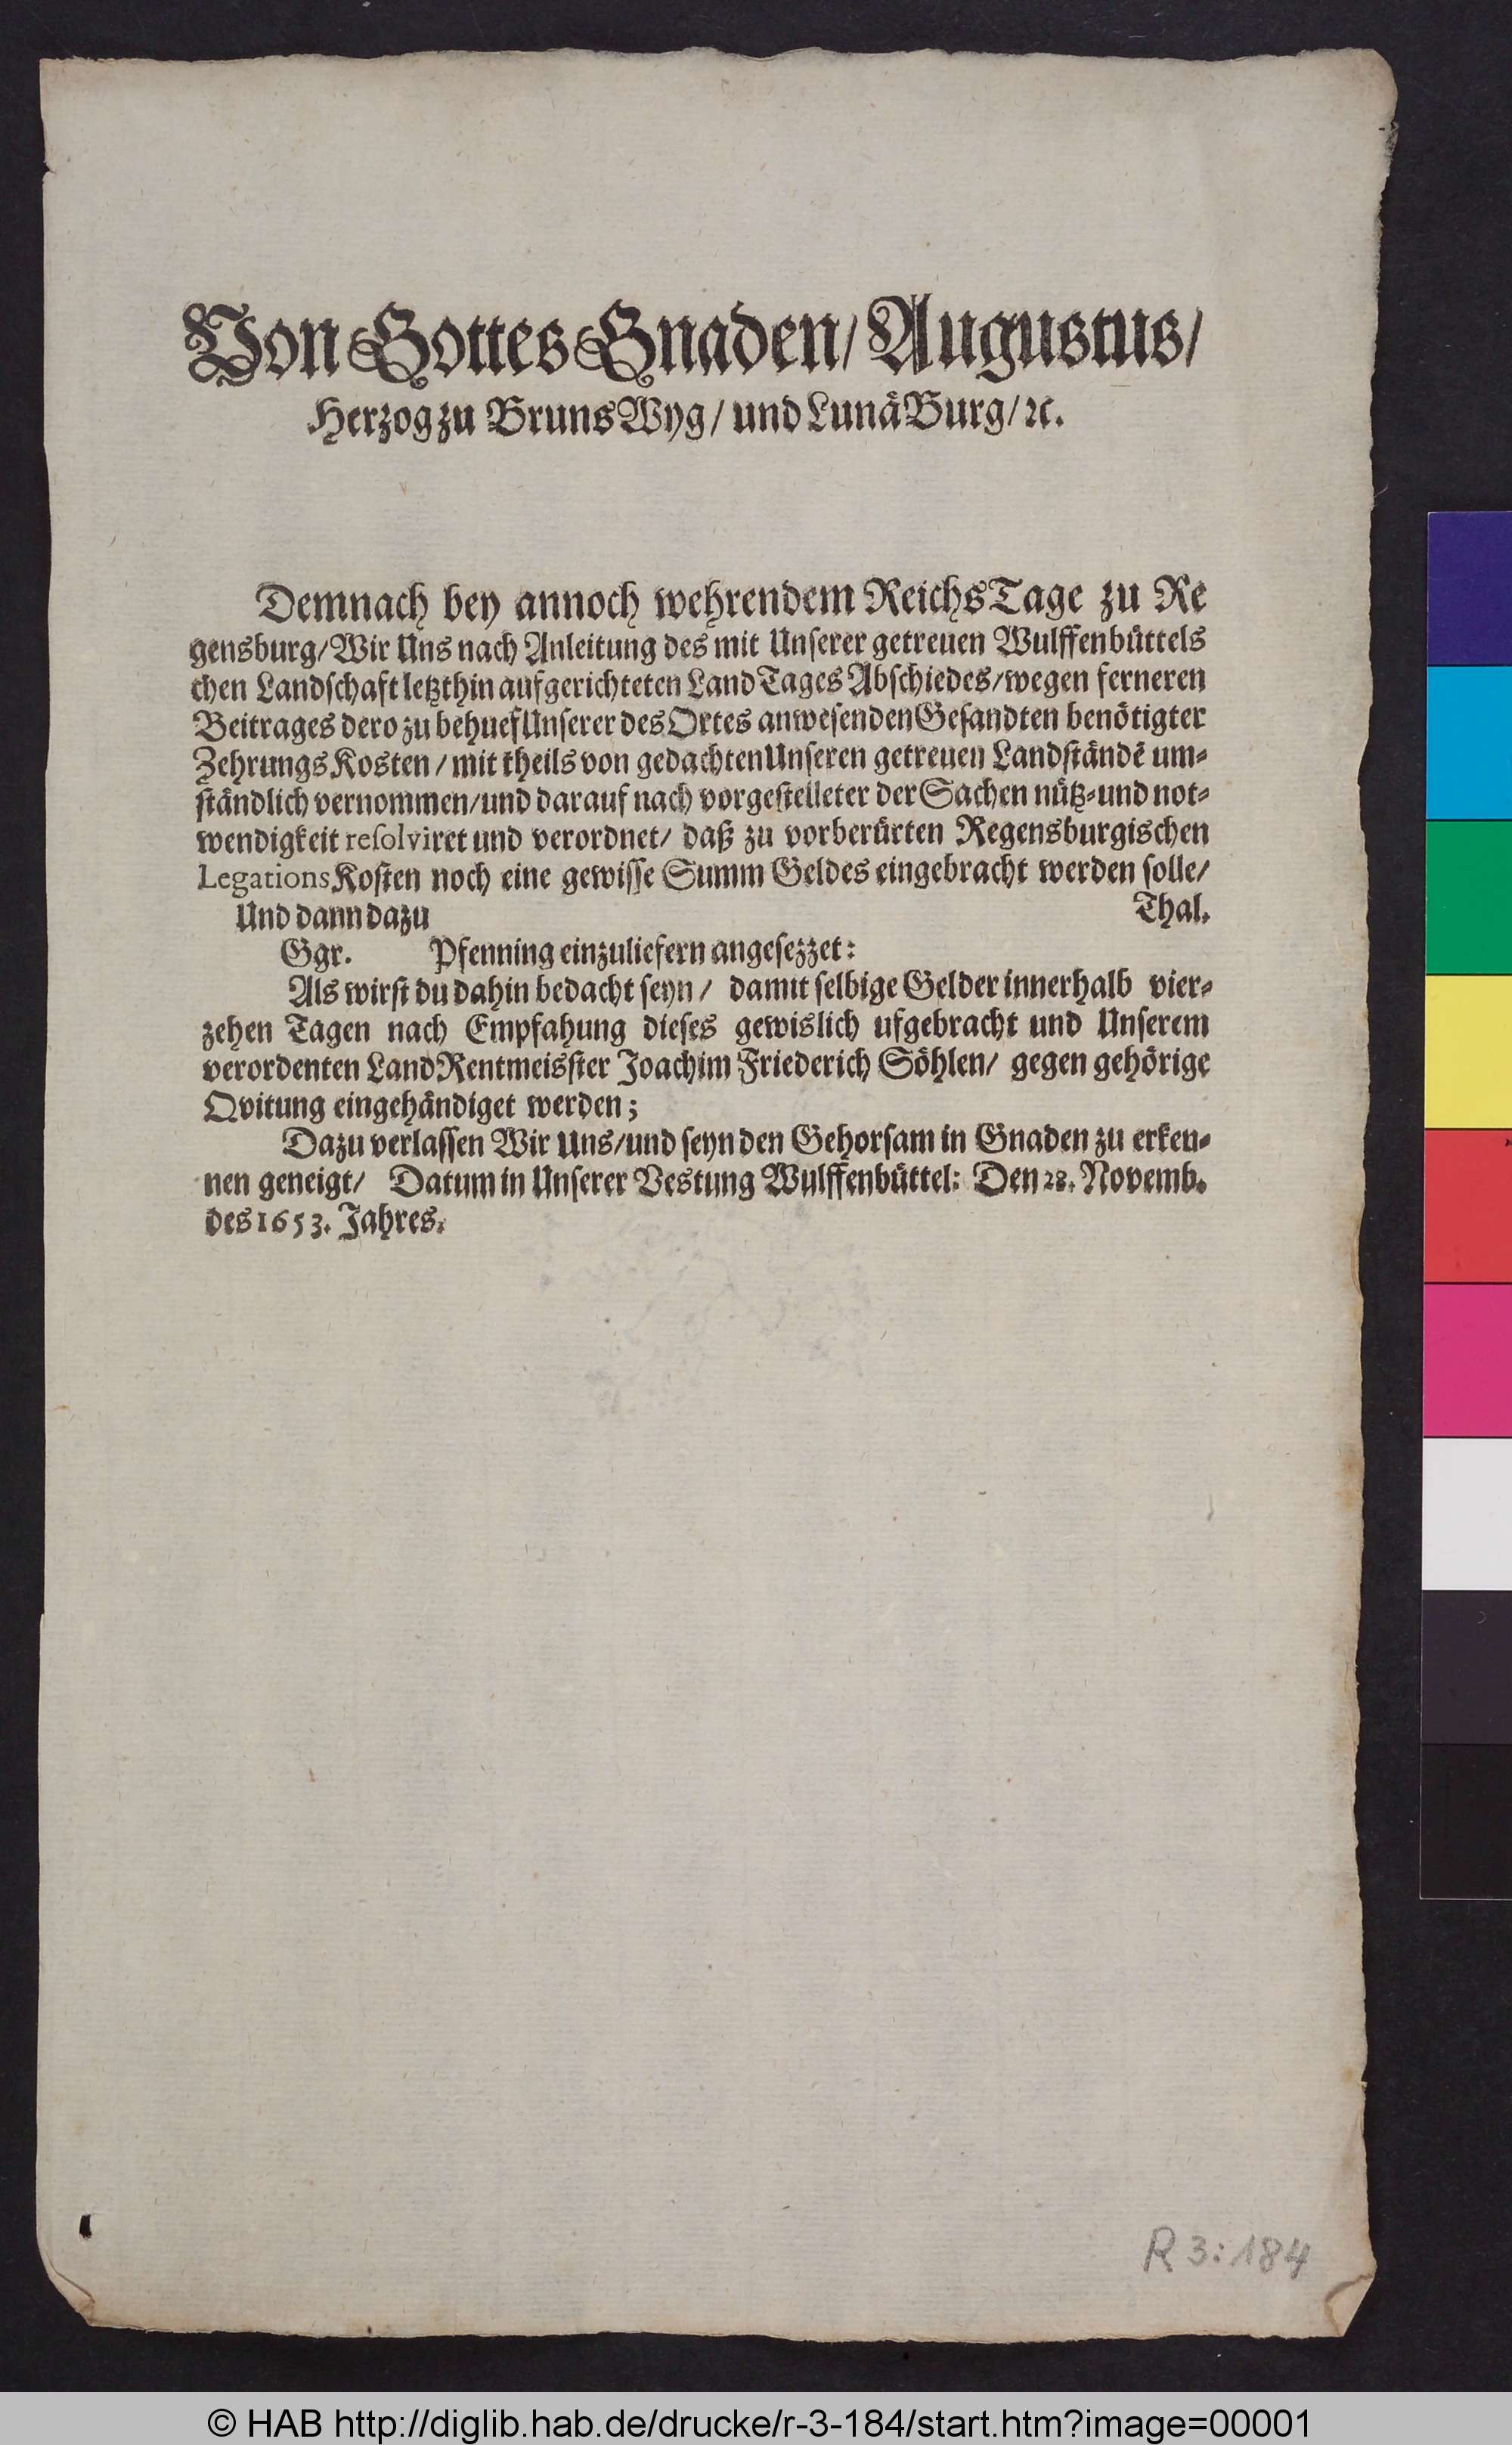 Von Gottes Gnaden/ Augustus/
Herzog zu BrunsWyg/ und LunäBurg/ ꝛc.
Demnach bey annoch wehrendem ReichsTage zu Re
gensburg/ Wir Uns nach Anleitung des mit Unſerer getreuen Wulffenbüttels
chen Landſchaft letzthin aufgerichteten LandTages Abſchiedes/ wegen ferneren
Beitrages dero zu behuef Unſerer des Ortes anweſenden Geſandten benötigter
ZehrungsKosten/ mit theils von gedachten Unſeren getreuen Landſtändē um⸗
ſtändlich vernommen/ und darauf nach vorgeſtelleter der Sachen nütz⸗ und not⸗
wendigkeit reſolviret und verordnet/ daß zu vorberürten Regensburgischen
LegationsKoſten noch eine gewiſſe Summ Geldes eingebracht werden ſolle/
Und dann dazu Thal.
Ggr. Pfenning einzuliefern angeſezzet:
Als wirſt du dahin bedacht ſeyn/ damit ſelbige Gelder innerhalb vier⸗
zehen Tagen nach Empfahung dieſes gewislich ufgebracht und Unſerem
verordenten LandRentmeisſter Joachim Friederich Söhlen/ gegen gehörige
Qvitung eingehändiget werden;
Dazu verlaſſen Wir Uns/ und ſeyn den Gehorſam in Gnaden zu erken⸗
nen geneigt/ Datum in Unſerer Vestung Wulffenbüttel: Den 28. Novemb.
des 1653. Jahres.
R 3:184
© HAB http://diglib.hab.de/drucke/r-3-184/start.htm?image=00001